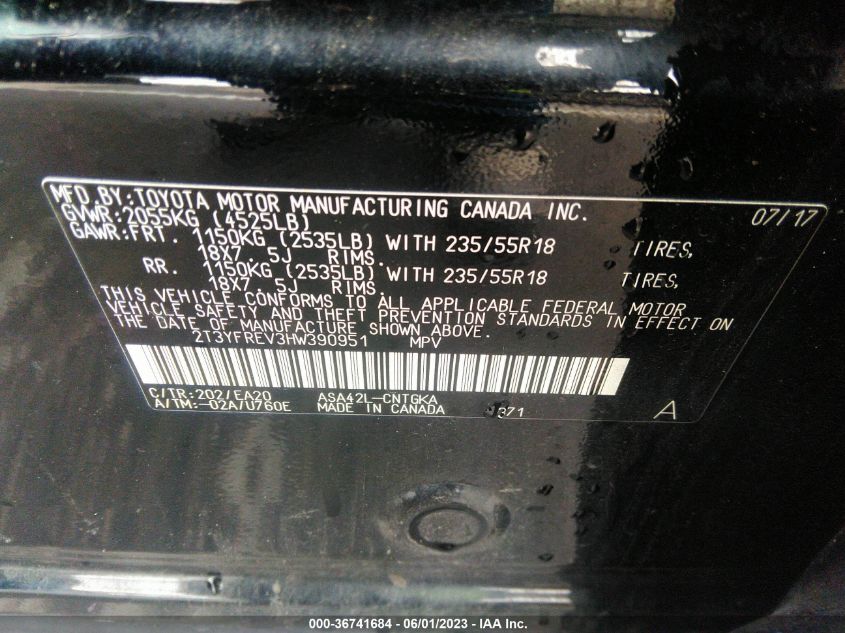 MFD.BY:TOYOTA MOTOR MANUFACTURING CANADA INC. 07/17
GVWR:2055KG (4525LB)
GAWR:FRT. 1150KG (2535LB) WITH 235/55R18 TIRES,
18X7.5J RIMS.
RR. 1150KG (2535LB) WITH 235/55R18 TIRES,
18X7.5J RIMS.
THIS VEHICLE CONFORMS TO ALL APPLICABLE FEDERAL MOTOR
VEHICLE SAFETY AND THEFT PREVENTION STANDARDS IN EFFECT ON
THE DATE OF MANUFACTURE SHOWN ABOVE.
2T3YFREV3HW390951 MPV
C/TR:202/EA20 ASA42L-CNTGKA
A/TM:-02A/U760E MADE IN CANADA 371 A
000-36741684 / 06/01/2023 - IAA Inc.